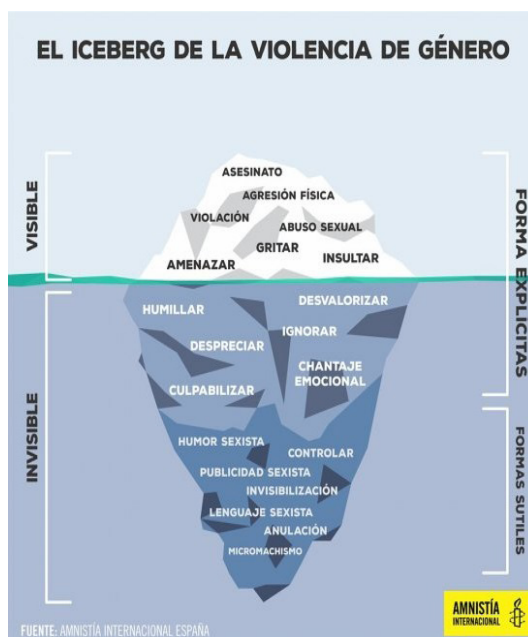 EL ICEBERG DE LA VIOLENCIA DE GÉNERO
VISIBLE
ASESINATO
AGRESIÓN FÍSICA
VIOLACIÓN
ABUSO SEXUAL
GRITAR
AMENAZAR
INSULTAR
FORMA EXPLICITAS
INVISIBLE
HUMILLAR
DESVALORIZAR
IGNORAR
DESPRECIAR
CHANTAJE
EMOCIONAL
CULPABILIZAR
HUMOR SEXISTA
CONTROLAR
PUBLICIDAD SEXISTA
INVISIBILIZACIÓN
LENGUAJE SEXISTA
ANULACIÓN
MICROMACHISMO
FORMAS SUTILES
FUENTE: AMNISTÍA INTERNACIONAL ESPAÑA
AMNISTÍA
INTERNACIONAL